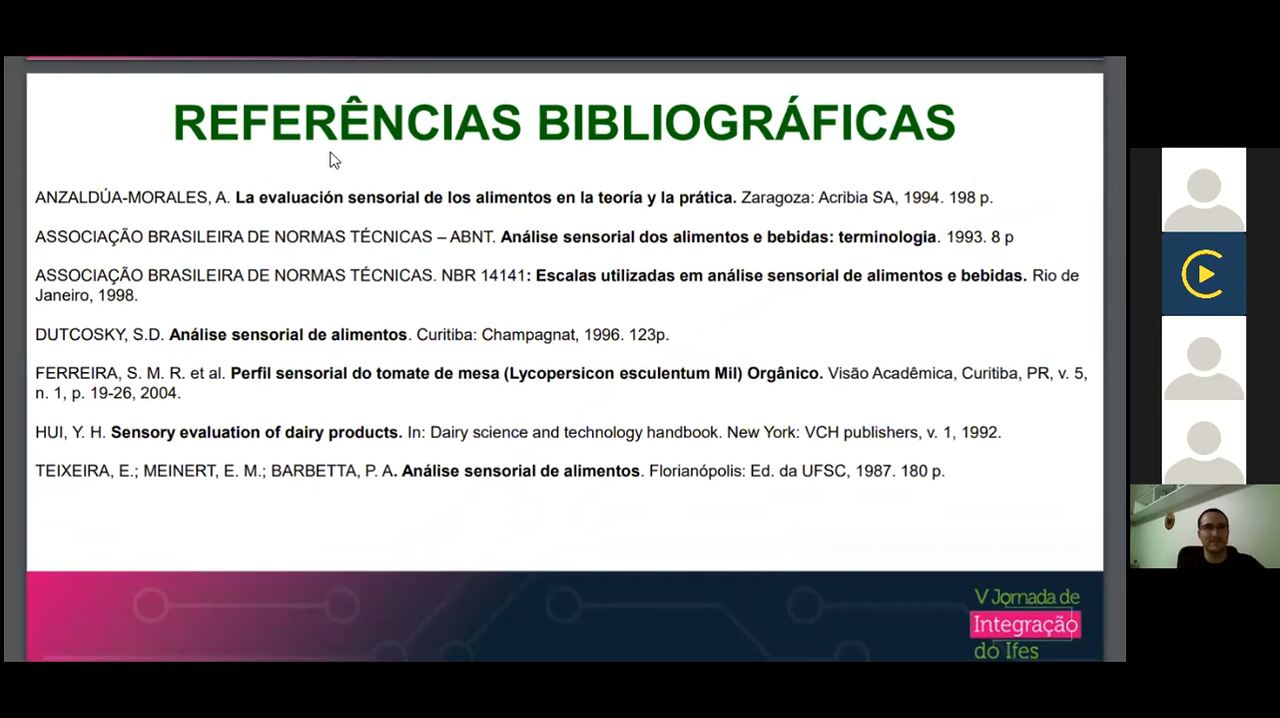 REFERÊNCIAS BIBLIOGRÁFICAS
ANZALDÚA-MORALES, A. La evaluación sensorial de los alimentos en la teoría y la prática. Zaragoza: Acribia SA, 1994. 198 p.
ASSOCIAÇÃO BRASILEIRA DE NORMAS TÉCNICAS – ABNT. Análise sensorial dos alimentos e bebidas: terminologia. 1993. 8 p
ASSOCIAÇÃO BRASILEIRA DE NORMAS TÉCNICAS. NBR 14141: Escalas utilizadas em análise sensorial de alimentos e bebidas. Rio de
Janeiro, 1998.
DUTCOSKY, S.D. Análise sensorial de alimentos. Curitiba: Champagnat, 1996. 123p.
FERREIRA, S. M. R. et al. Perfil sensorial do tomate de mesa (Lycopersicon esculentum Mil) Orgânico. Visão Acadêmica, Curitiba, PR, v. 5,
n. 1, p. 19-26, 2004.
HUI, Y. H. Sensory evaluation of dairy products. In: Dairy science and technology handbook. New York: VCH publishers, v. 1, 1992.
TEIXEIRA, E.; MEINERT, E. M.; BARBETTA, P. A. Análise sensorial de alimentos. Florianópolis: Ed. da UFSC, 1987. 180 p.
V Jornada de
Integração
do Ifes